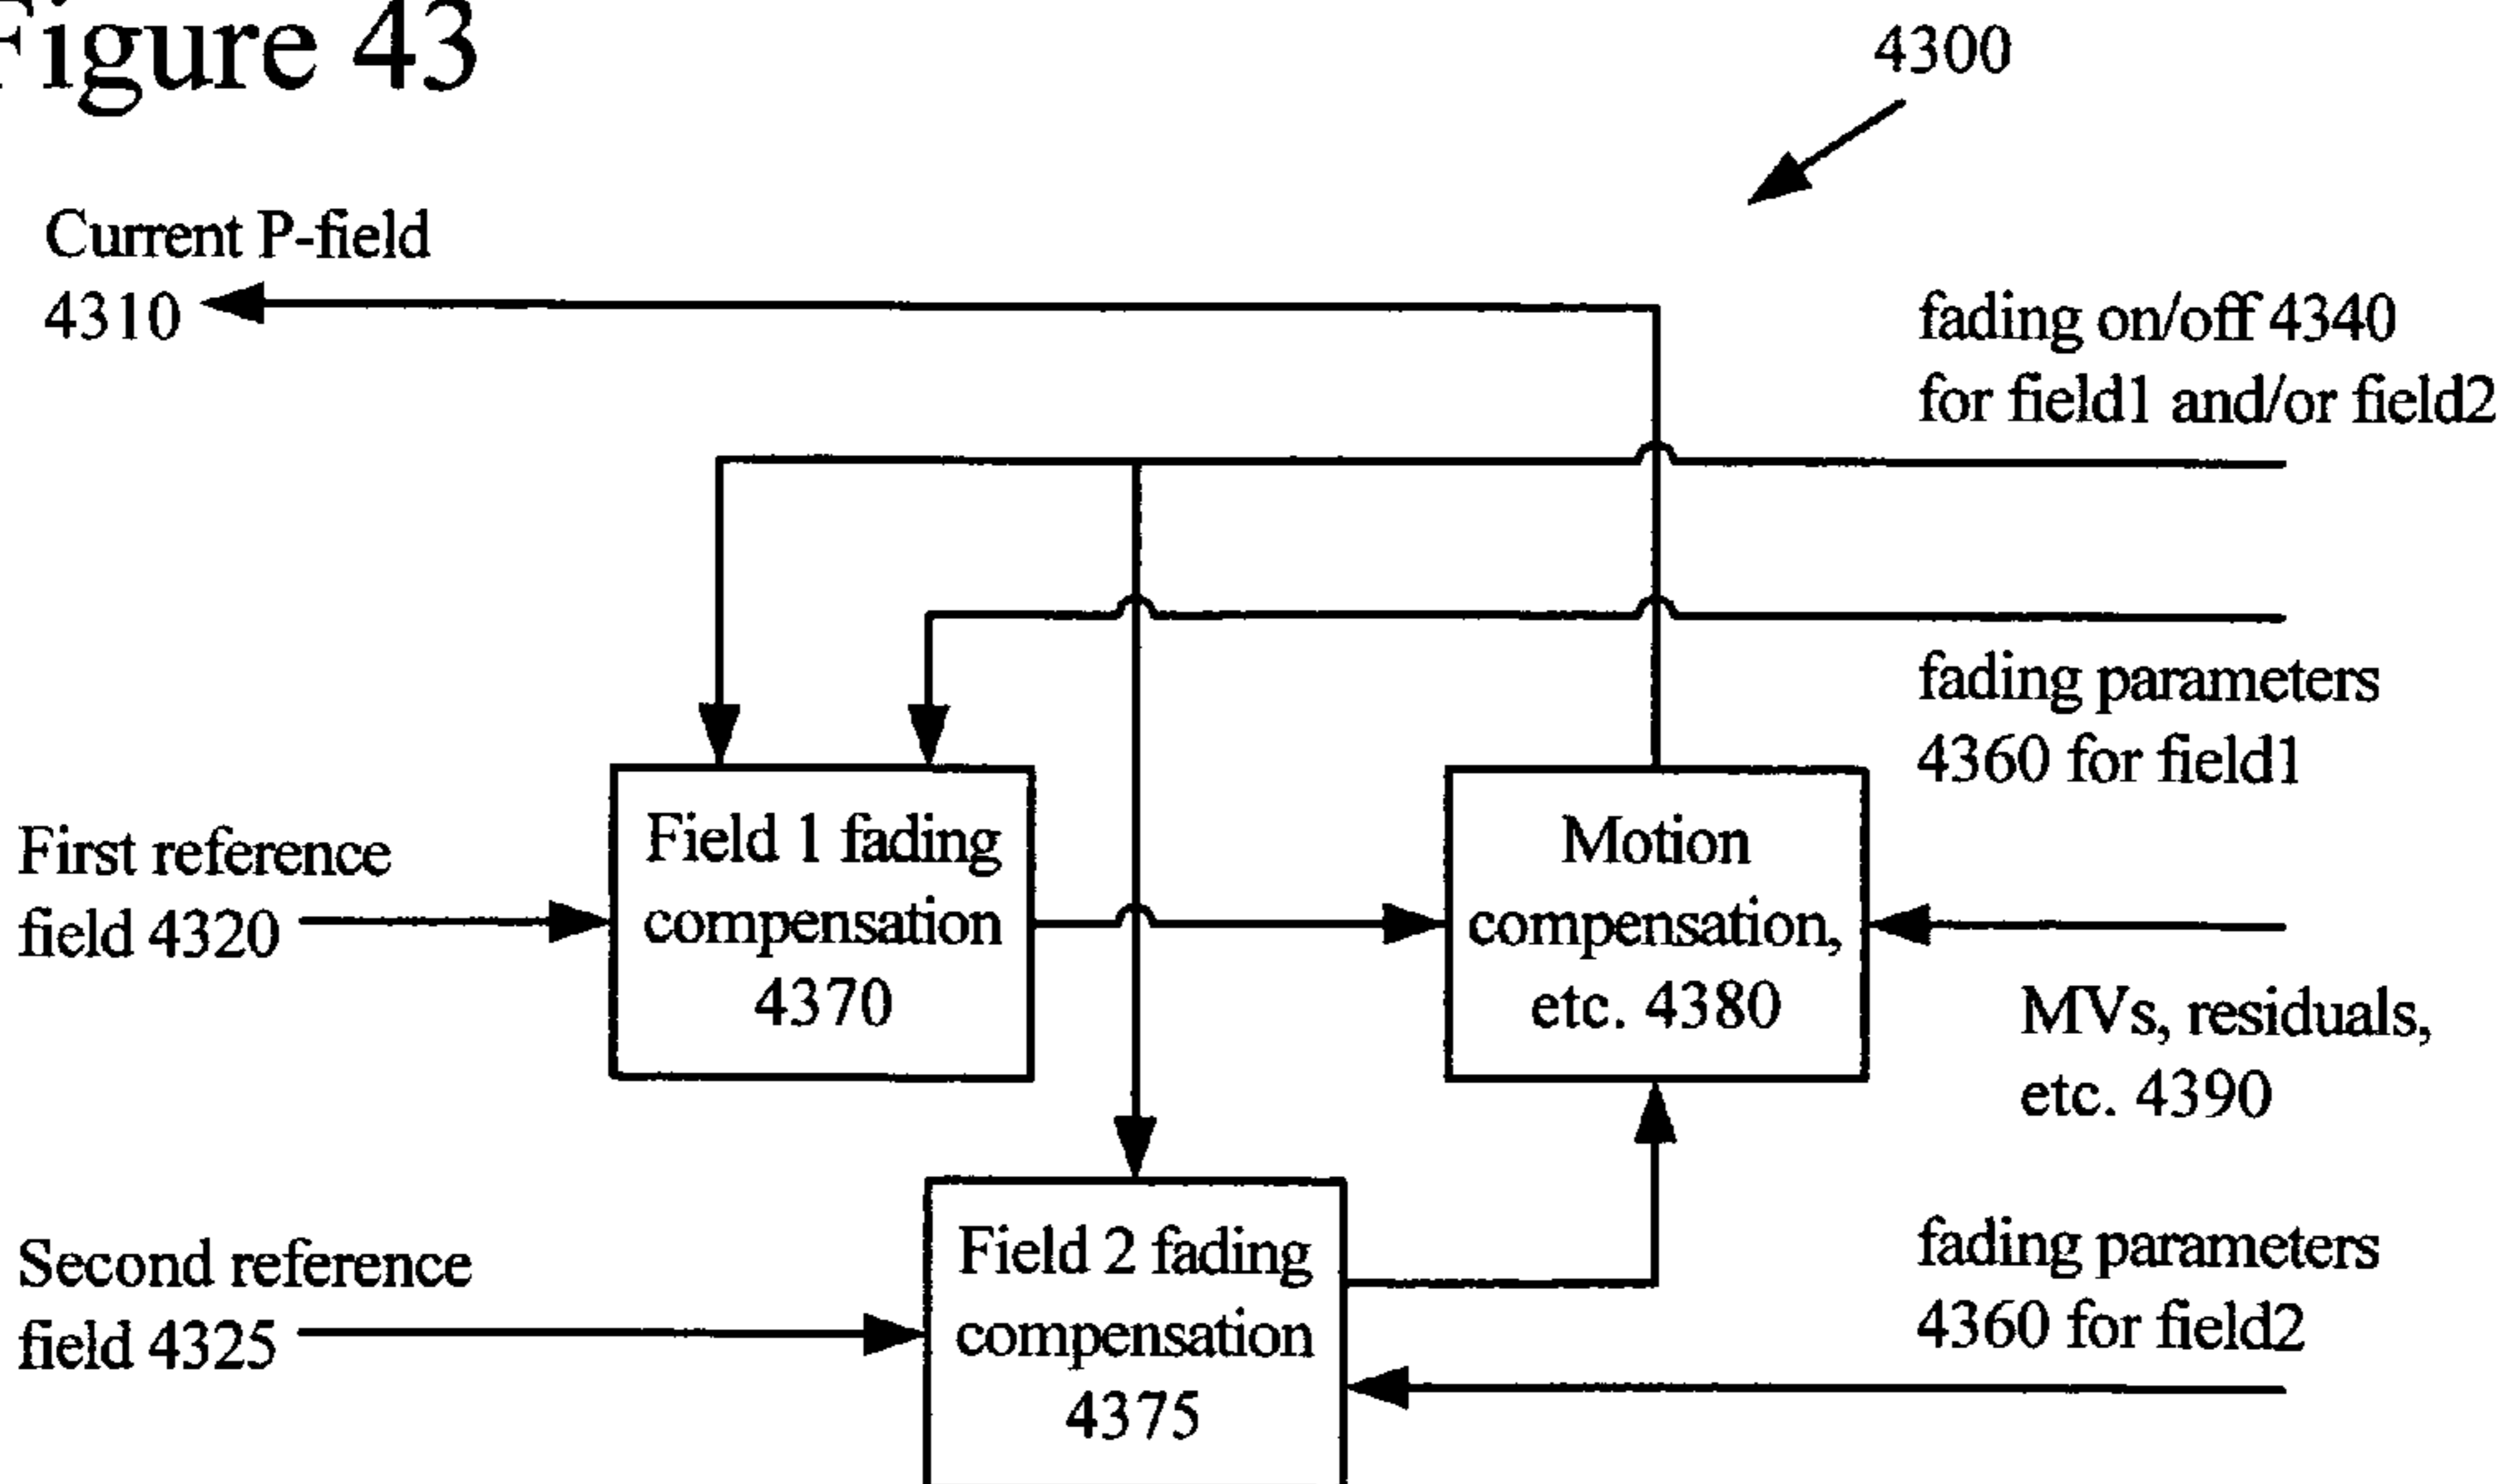 Figure 43
4300
Current P-field
4310
fading on/off 4340
for field1 and/or field2
fading parameters
4360 for field1
First reference
field 4320
Field 1 fading
compensation
4370
Motion
compensation,
etc. 4380
MVs, residuals,
etc. 4390
Second reference
field 4325
Field 2 fading
compensation
4375
fading parameters
4360 for field2